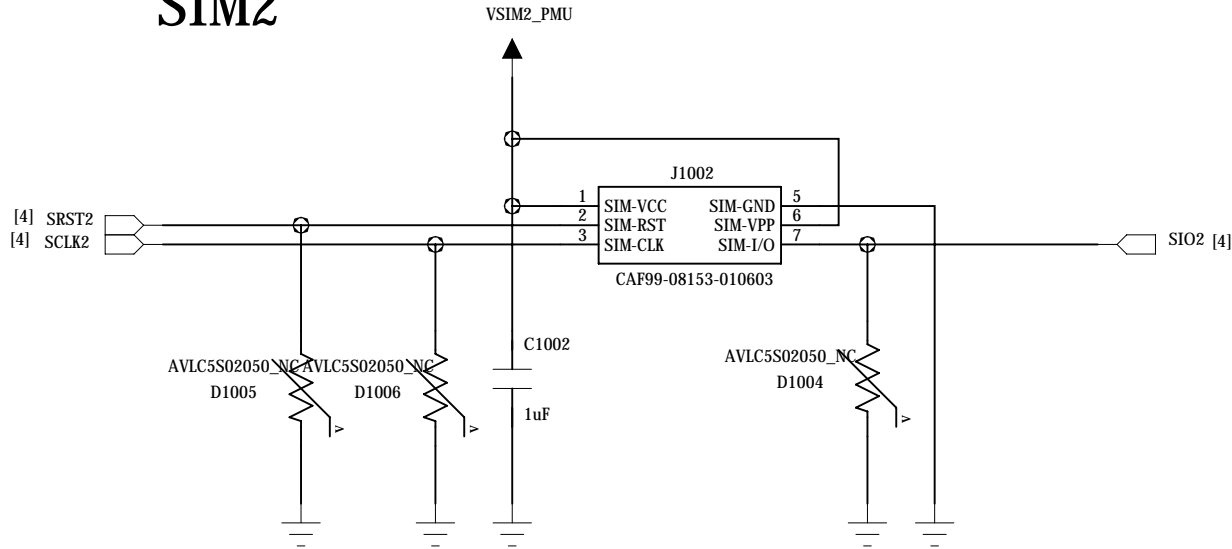 SIM2
VSIM2_PMU
J1002
1 SIM-VCC SIM-GND 5
[4] SRST2 2 SIM-RST SIM-VPP 6
[4] SCLK2 3 SIM-CLK SIM-I/O 7 SIO2 [4]
CAF99-08153-010603
C1002
AVLC5S02050_NC AVLC5S02050_NC AVLC5S02050_NC
D1005 D1006 D1004
1uF
v v v